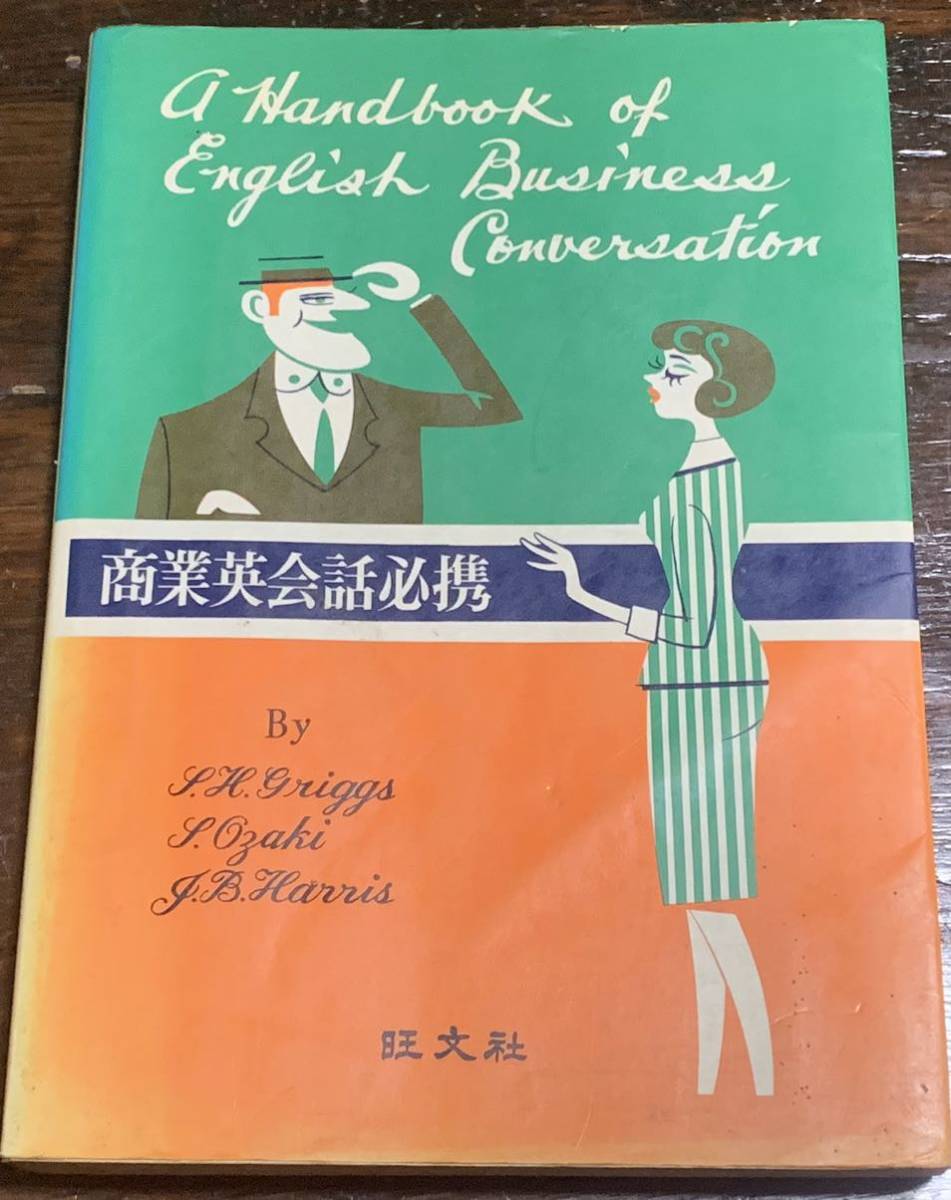 A Handbook of
English Business
Conversation
商業英会話必携
By
S.H.Griggs
S.Ozaki
J.B.Harris
旺文社